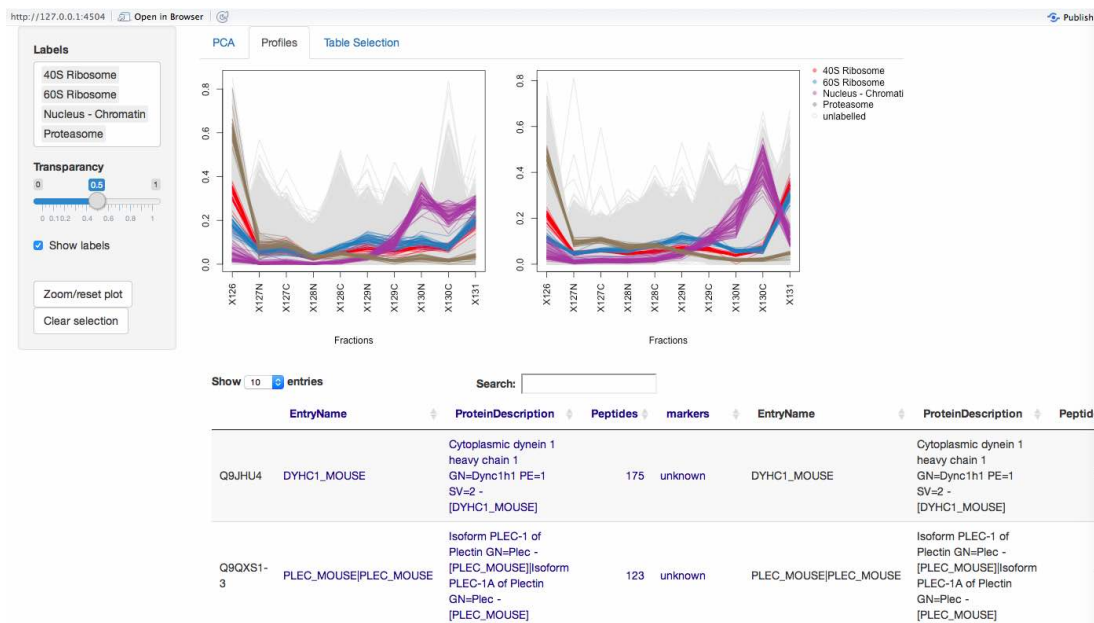 http://127.0.0.1:4504 Open in Browser Publish
Labels
40S Ribosome
60S Ribosome
Nucleus - Chromatin
Proteasome
Transparancy
0 0.5 1
0 0.10.2 0.4 0.6 0.8 1
Show labels
Zoom/reset plot
Clear selection
PCA Profiles Table Selection
0.8
0.6
0.4
0.2
0.0
X126 X127N X127C X128N X128C X129N X129C X130N X130C X131
Fractions
0.8
0.6
0.4
0.2
0.0
X126 X127N X127C X128N X128C X129N X129C X130N X130C X131
Fractions
40S Ribosome
60S Ribosome
Nucleus - Chromati
Proteasome
unlabelled
Show 10 entries Search:
EntryName ProteinDescription Peptides markers EntryName ProteinDescription Peptid
Q9JHU4 DYHC1_MOUSE
Cytoplasmic dynein 1
heavy chain 1
GN=Dync1h1 PE=1
SV=2 -
[DYHC1_MOUSE]
175 unknown DYHC1_MOUSE
Cytoplasmic dynein 1
heavy chain 1
GN=Dync1h1 PE=1
SV=2 -
[DYHC1_MOUSE]
Q9QXS1-
3
PLEC_MOUSE|PLEC_MOUSE
Isoform PLEC-1 of
Plectin GN=Plec -
[PLEC_MOUSE]|Isoform
PLEC-1A of Plectin
GN=Plec -
[PLEC_MOUSE]
123 unknown PLEC_MOUSE|PLEC_MOUSE
Isoform PLEC-1 of
Plectin GN=Plec -
[PLEC_MOUSE]|Isoform
PLEC-1A of Plectin
GN=Plec -
[PLEC_MOUSE]